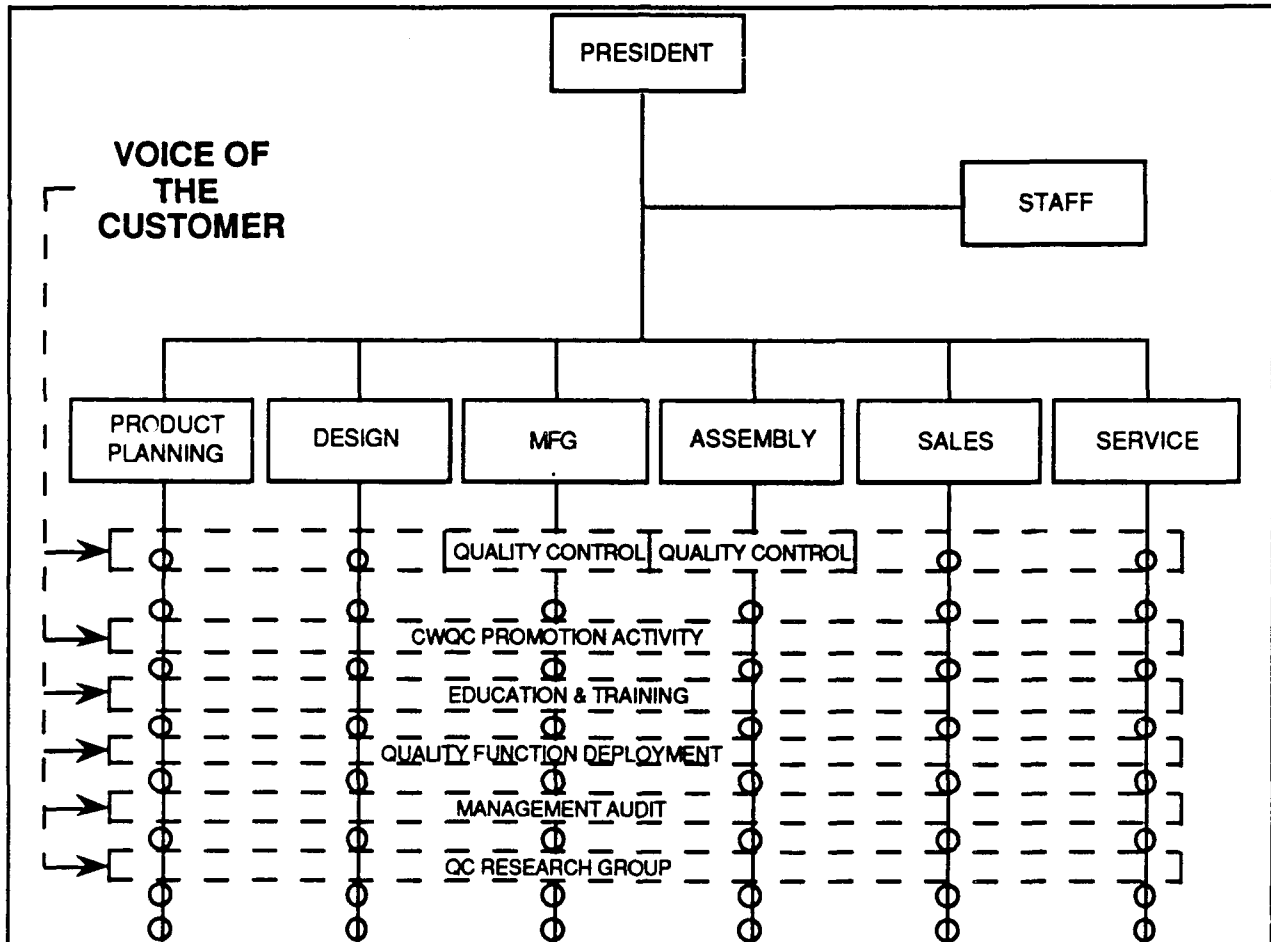 PRESIDENT
VOICE OF
THE
CUSTOMER
STAFF
PRODUCT
PLANNING
DESIGN
MFG
ASSEMBLY
SALES
SERVICE
QUALITY CONTROL
QUALITY CONTROL
CWQC PROMOTION ACTIVITY
EDUCATION & TRAINING
QUALITY FUNCTION DEPLOYMENT
MANAGEMENT AUDIT
QC RESEARCH GROUP